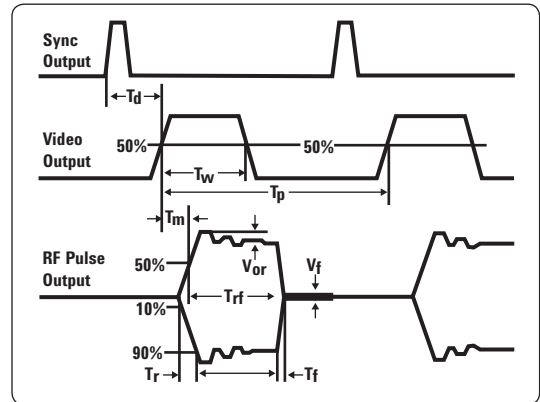 Sync
Output
Td
Video
Output
50%
50%
Tw
Tp
Tm
RF Pulse
Output
50%
Vor
Vf
Trf
10%
90%
Tr
Tf